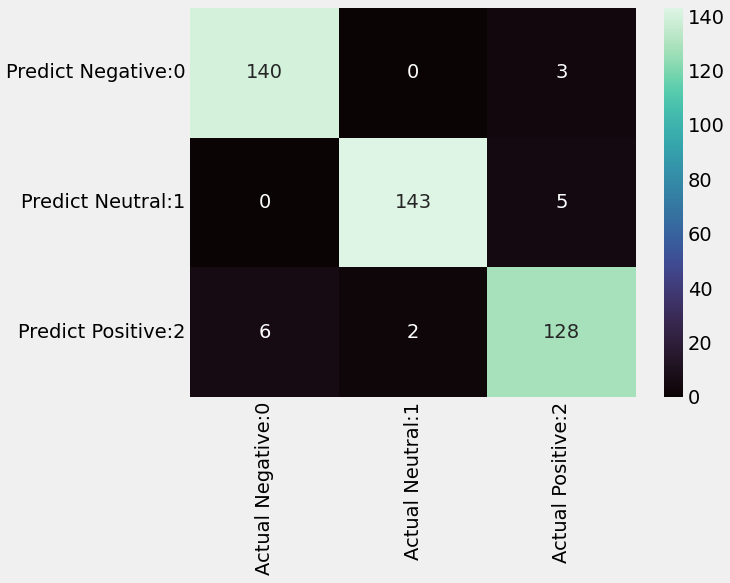 Predict Negative:0 140 0 3
Predict Neutral:1 0 143 5
Predict Positive:2 6 2 128
Actual Negative:0
Actual Neutral:1
Actual Positive:2
140
120
100
80
60
40
20
0